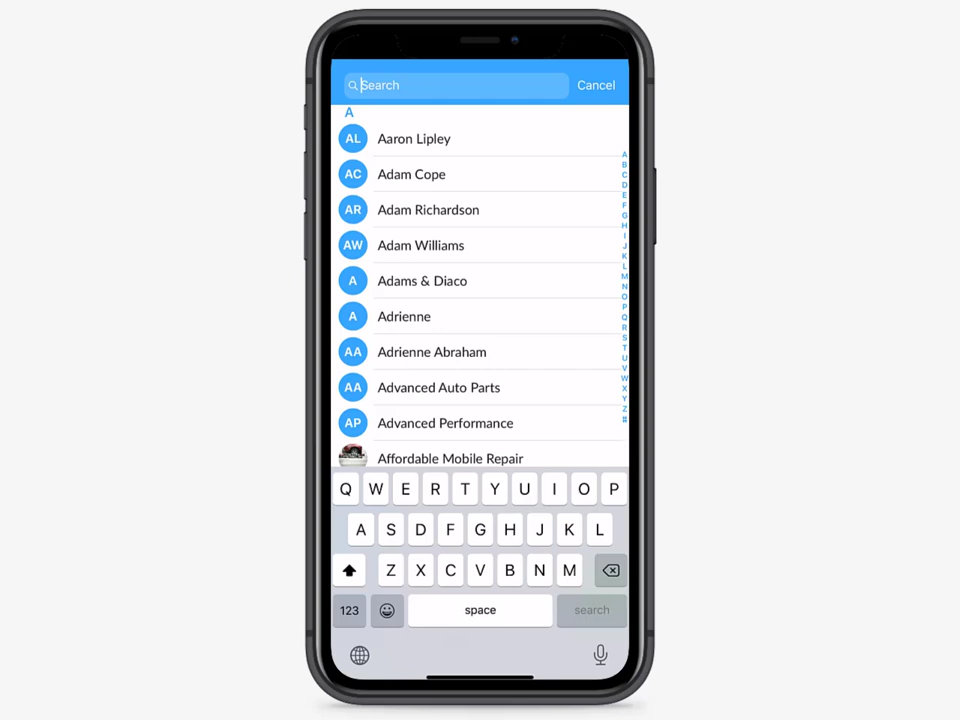 Search Cancel
A
AL Aaron Lipley
AC Adam Cope
AR Adam Richardson
AW Adam Williams
A Adams & Diaco
A Adrienne
AA Adrienne Abraham
AA Advanced Auto Parts
AP Advanced Performance
Affordable Mobile Repair
A
B
C
D
E
F
G
H
I
J
K
L
M
N
O
P
Q
R
S
T
U
V
W
X
Y
Z
#
Q W E R T Y U I O P
A S D F G H J K L
Z X C V B N M
123 space search